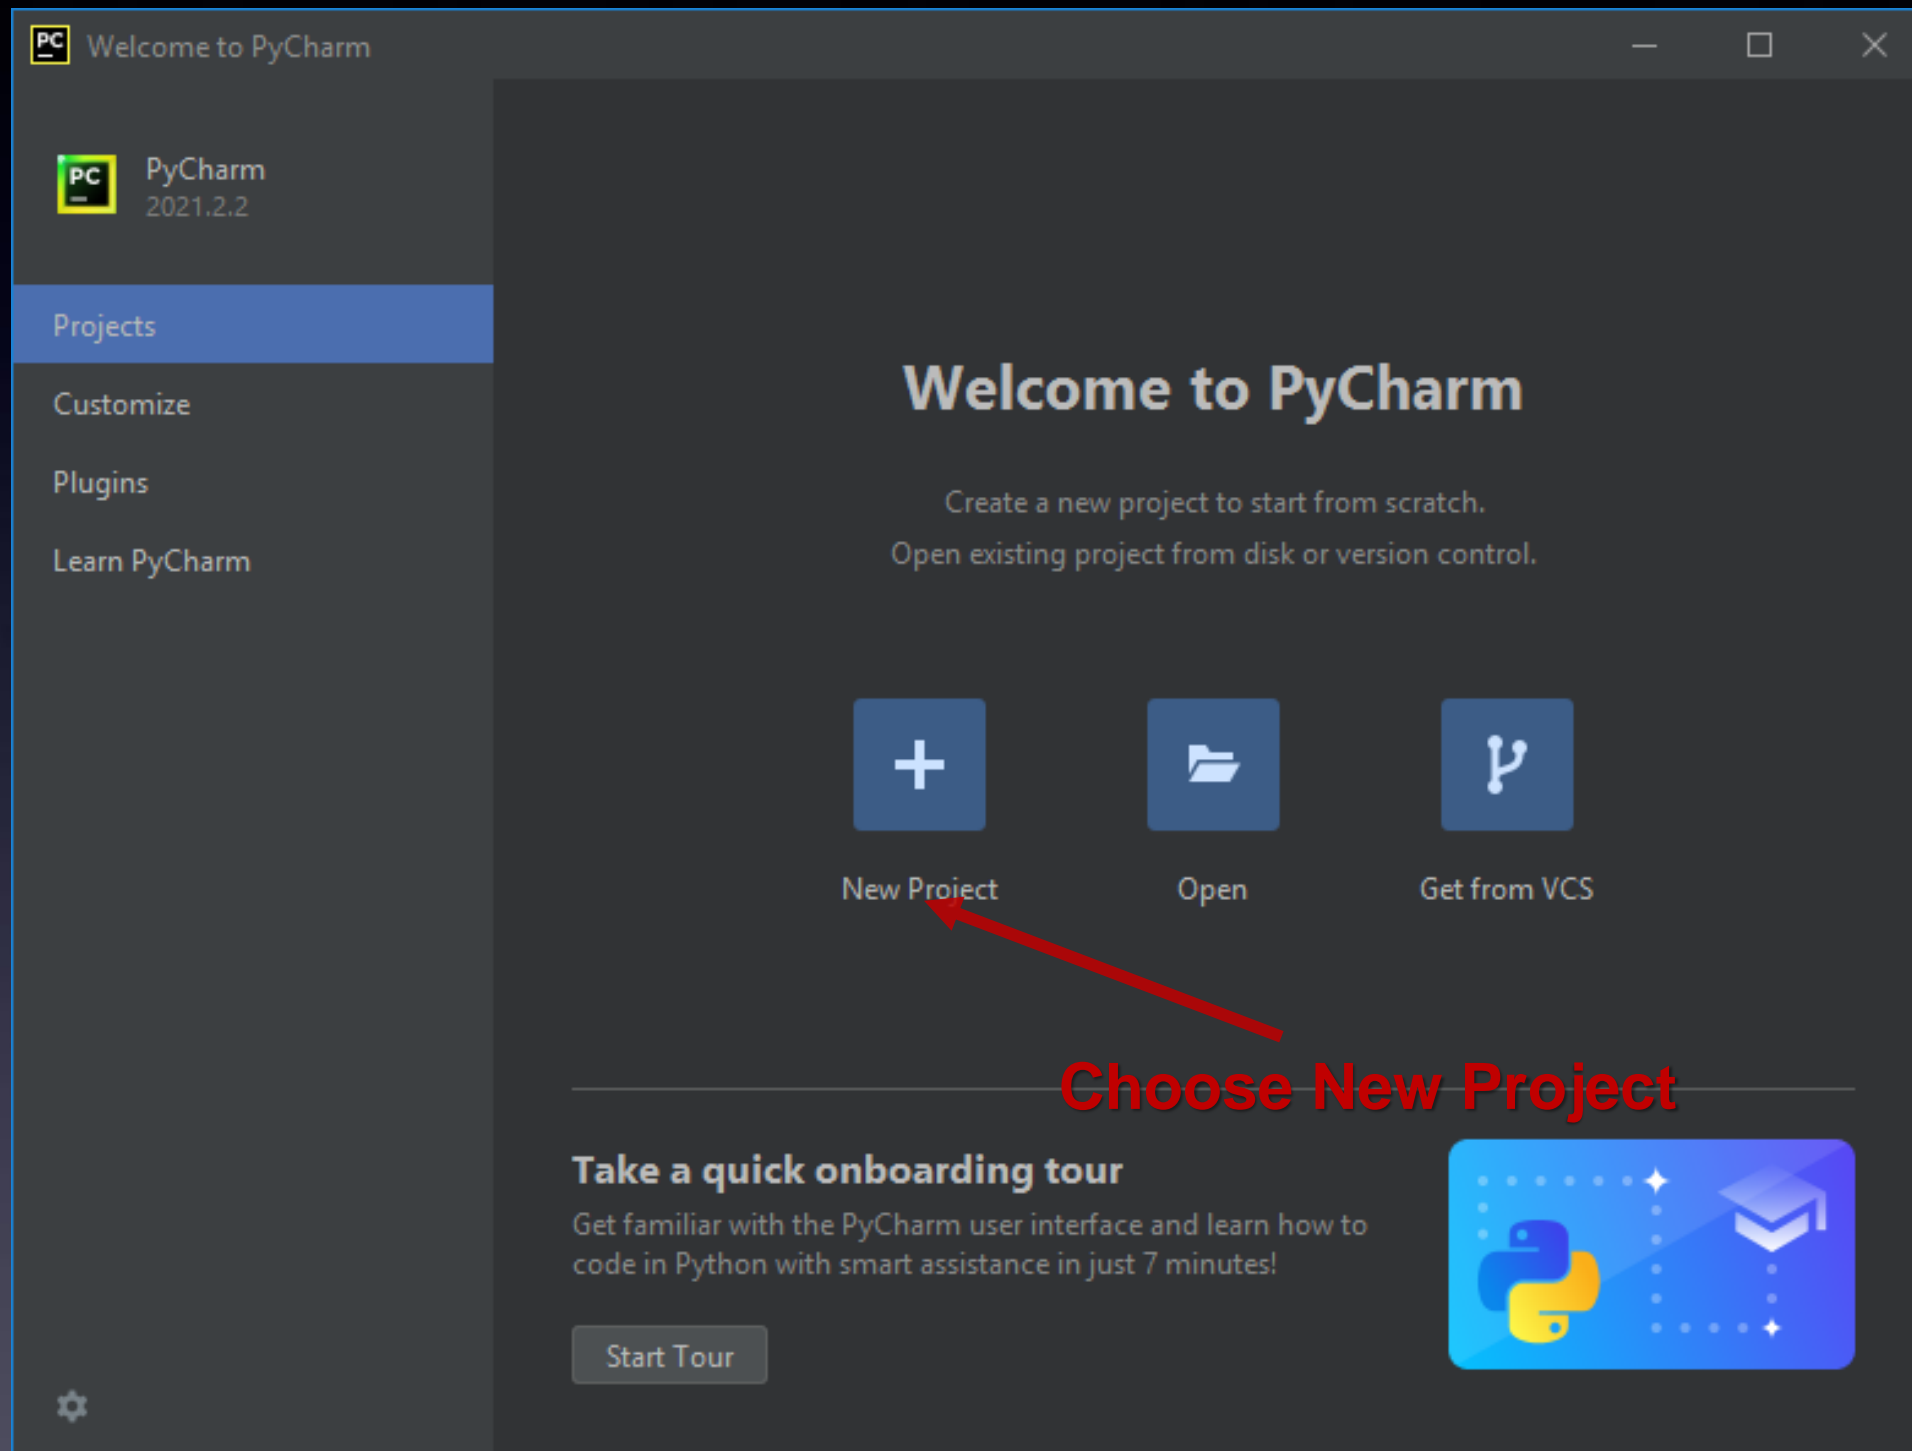 PC Welcome to PyCharm
PC PyCharm
2021.2.2
Projects
Customize
Plugins
Learn PyCharm
Welcome to PyCharm
Create a new project to start from scratch.
Open existing project from disk or version control.
New Project Open Get from VCS
Choose New Project
Take a quick onboarding tour
Get familiar with the PyCharm user interface and learn how to
code in Python with smart assistance in just 7 minutes!
Start Tour